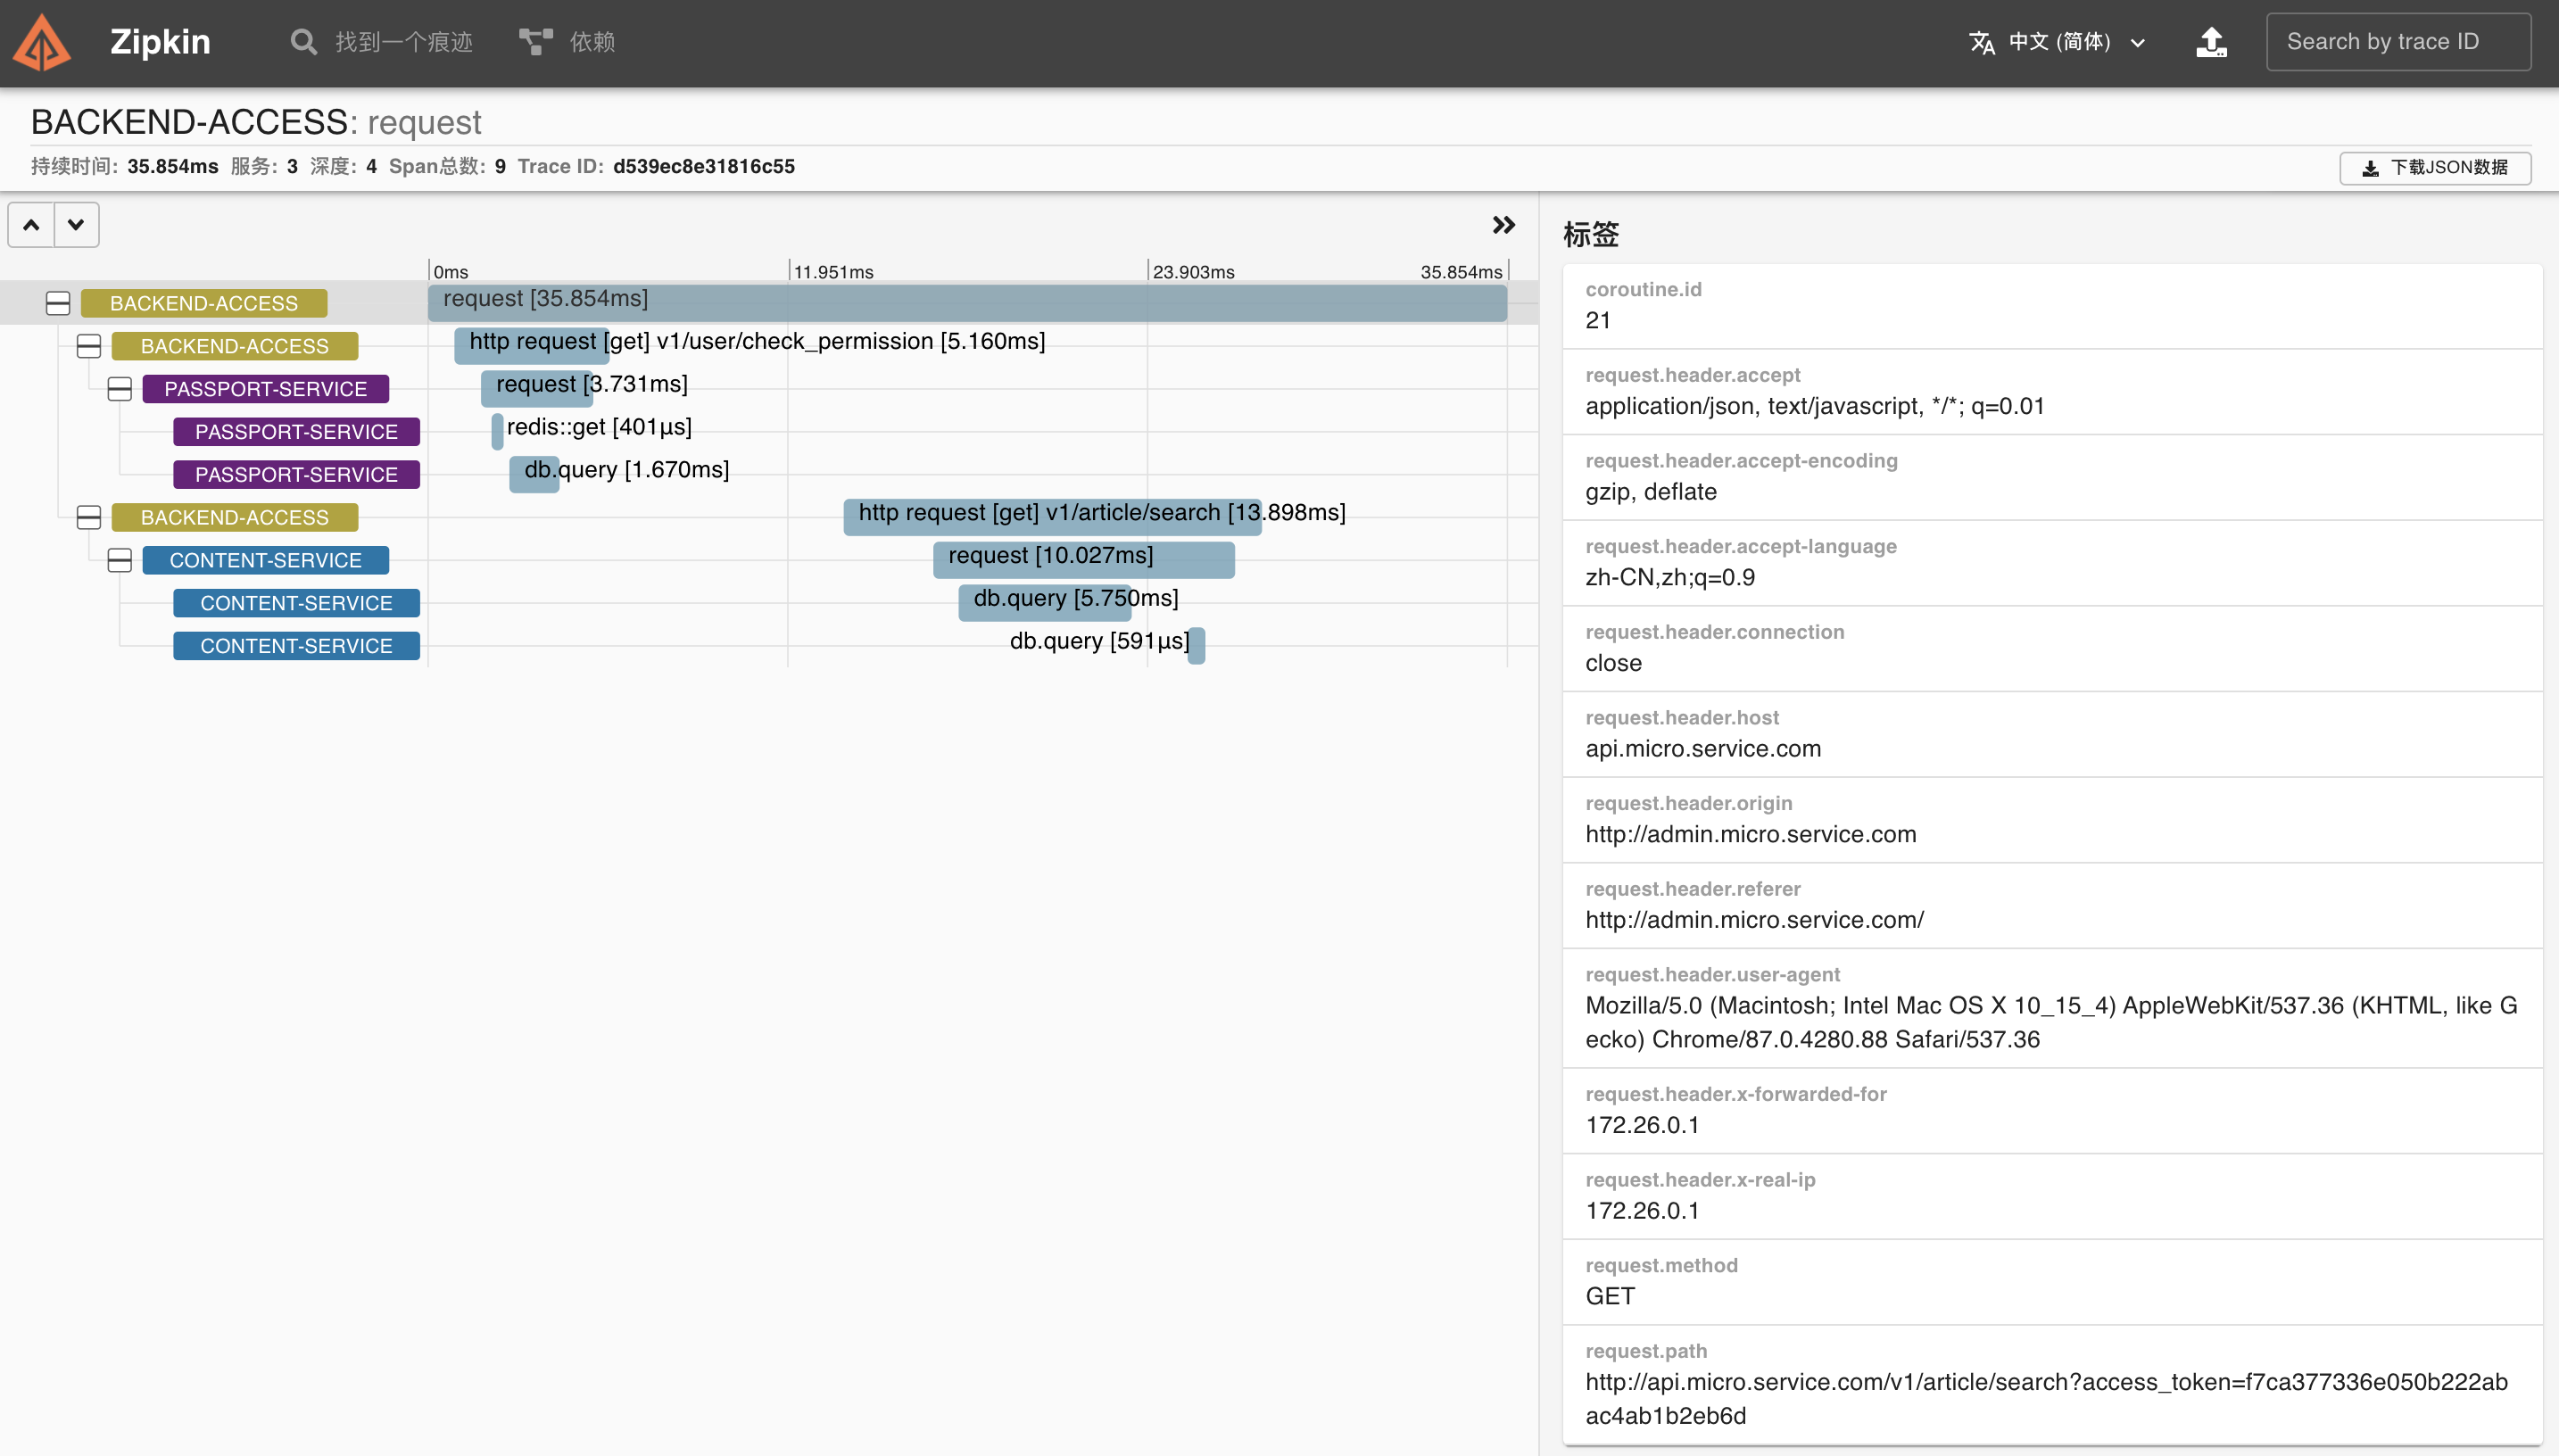 Zipkin 找到一个痕迹 依赖 中文 (简体) Search by trace ID
BACKEND-ACCESS: request
持续时间: 35.854ms 服务: 3 深度: 4 Span总数: 9 Trace ID: d539ec8e31816c55 下载JSON数据
0ms 11.951ms 23.903ms 35.854ms
BACKEND-ACCESS request [35.854ms]
BACKEND-ACCESS http request [get] v1/user/check_permission [5.160ms]
PASSPORT-SERVICE request [3.731ms]
PASSPORT-SERVICE redis::get [401μs]
PASSPORT-SERVICE db.query [1.670ms]
BACKEND-ACCESS http request [get] v1/article/search [13.898ms]
CONTENT-SERVICE request [10.027ms]
CONTENT-SERVICE db.query [5.750ms]
CONTENT-SERVICE db.query [591μs]
标签
coroutine.id
21
request.header.accept
application/json, text/javascript, */*; q=0.01
request.header.accept-encoding
gzip, deflate
request.header.accept-language
zh-CN,zh;q=0.9
request.header.connection
close
request.header.host
api.micro.service.com
request.header.origin
http://admin.micro.service.com
request.header.referer
http://admin.micro.service.com/
request.header.user-agent
Mozilla/5.0 (Macintosh; Intel Mac OS X 10_15_4) AppleWebKit/537.36 (KHTML, like G
ecko) Chrome/87.0.4280.88 Safari/537.36
request.header.x-forwarded-for
172.26.0.1
request.header.x-real-ip
172.26.0.1
request.method
GET
request.path
http://api.micro.service.com/v1/article/search?access_token=f7ca377336e050b222ab
ac4ab1b2eb6d